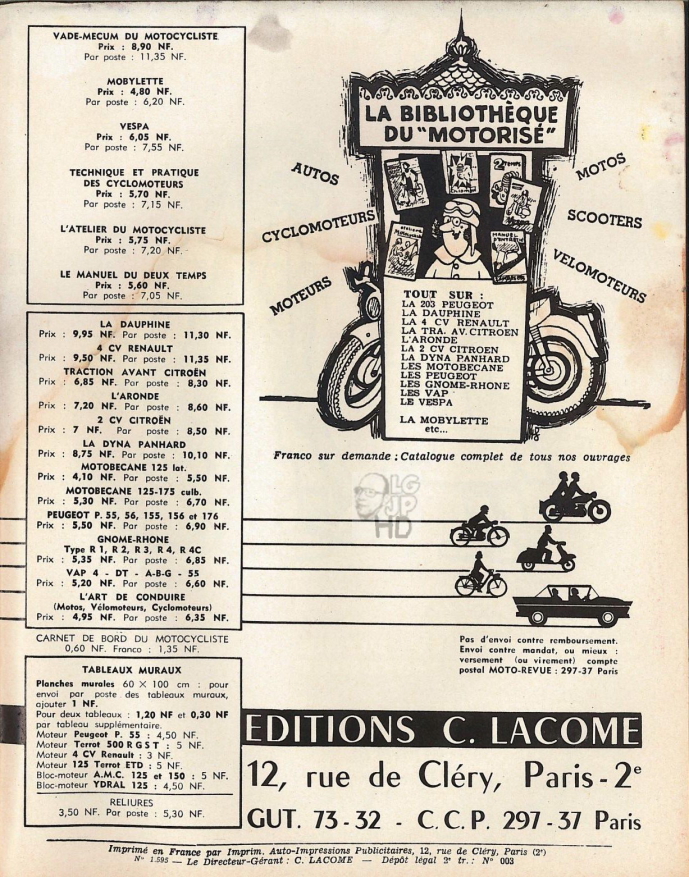 VADE-MECUM DU MOTOCYCLISTE
Prix : 8,90 NF.
Par poste : 11,35 NF.
MOBYLETTE
Prix : 4,80 NF.
Par poste : 6,20 NF.
VESPA
Prix : 6,05 NF.
Par poste : 7,55 NF.
TECHNIQUE ET PRATIQUE
DES CYCLOMOTEURS
Prix : 5,70 NF.
Par poste : 7,15 NF.
L'ATELIER DU MOTOCYCLISTE
Prix : 5,75 NF.
Par poste : 7,20 NF.
LE MANUEL DU DEUX TEMPS
Prix : 5,60 NF.
Par poste : 7,05 NF.
LA DAUPHINE
Prix : 9,95 NF. Par poste : 11,30 NF.
4 CV RENAULT
Prix : 9,50 NF. Par poste : 11,35 NF.
TRACTION AVANT CITROËN
Prix : 6,85 NF. Par poste : 8,30 NF.
L'ARONDE
Prix : 7,20 NF. Par poste : 8,60 NF.
2 CV CITROËN
Prix : 7 NF. Par poste : 8,50 NF.
LA DYNA PANHARD
Prix : 8,75 NF. Par poste : 10,10 NF.
MOTOBECANE 125 lat.
Prix : 4,10 NF. Par poste : 5,50 NF.
MOTOBECANE 125-175 culb.
Prix : 5,30 NF. Par poste : 6,70 NF.
PEUGEOT P. 55, 56, 155, 156 et 176
Prix : 5,50 NF. Par poste : 6,90 NF.
GNOME-RHONE
Type R 1, R 2, R 3, R 4, R 4C
Prix : 5,35 NF. Par poste : 6,85 NF.
VAP 4 - DT - A-B-G - 55
Prix : 5,20 NF. Par poste : 6,60 NF.
L'ART DE CONDUIRE
(Motos, Vélomoteurs, Cyclomoteurs)
Prix : 4,95 NF. Par poste : 6,35 NF.
CARNET DE BORD DU MOTOCYCLISTE
0,60 NF. Franco : 1,35 NF.
TABLEAUX MURAUX
Planches murales 60 X 100 cm : pour
envoi par poste des tableaux muraux,
ajouter 1 NF.
Pour deux tableaux : 1,20 NF et 0,30 NF
par tableau supplémentaire.
Moteur Peugeot P. 55 : 4,50 NF.
Moteur Terrot 500 R G S T : 5 NF.
Moteur 4 CV Renault : 3 NF.
Moteur 125 Terrot ETD : 5 NF.
Bloc-moteur A.M.C. 125 et 150 : 5 NF.
Bloc-moteur YDRAL 125 : 4,50 NF.
RELIURES
3,50 NF. Par poste : 5,30 NF.
LA BIBLIOTHÈQUE
DU "MOTORISÉ"
AUTOS
CYCLOMOTEURS
MOTEURS
MOTOS
SCOOTERS
VELOMOTEURS
2 TEMPS
MANUEL
TOUT SUR :
LA 203 PEUGEOT
LA DAUPHINE
LA 4 CV RENAULT
LA TRA. AV. CITROEN
L'ARONDE
LA 2 CV CITROEN
LA DYNA PANHARD
LES MOTOBECANE
LES PEUGEOT
LES GNOME-RHONE
LES VAP
LE VESPA
LA MOBYLETTE
etc...
Franco sur demande : Catalogue complet de tous nos ouvrages
LG
JP
HD
Pas d'envoi contre remboursement.
Envoi contre mandat, ou mieux :
versement (ou virement) compte
postal MOTO-REVUE : 297-37 Paris
EDITIONS C. LACOME
12, rue de Cléry, Paris-2e
GUT. 73-32 - C.C.P. 297-37 Paris
Imprimé en France par Imprim. Auto-Impressions Publicitaires, 12, rue de Cléry, Paris (2e)
N° 1.595 — Le Directeur-Gérant : C. LACOME — Dépôt légal 3e tr. : N° 003